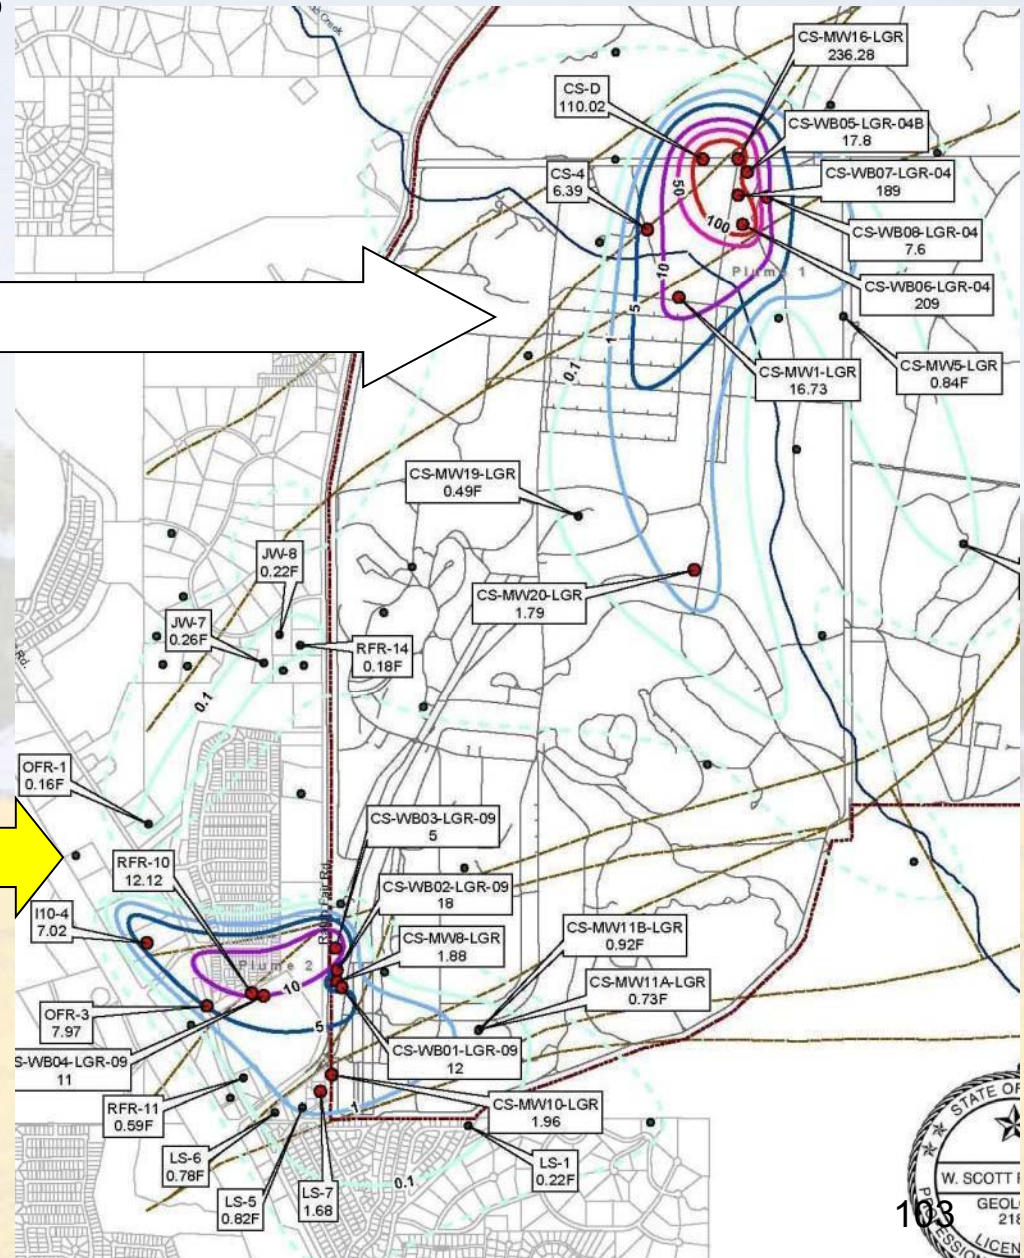 Creek
CS-MW16-LGR
236.28
CS-D
110.02
CS-WB05-LGR-04B
17.8
CS-4
6.39
CS-WB07-LGR-04
189
50
100
CS-WB08-LGR-04
7.6
10
Plume 1
CS-WB06-LGR-04
209
5
1
0.1
CS-MW1-LGR
16.73
CS-MW5-LGR
0.84F
CS-MW19-LGR
0.49F
JW-8
0.22F
CS-MW20-LGR
1.79
JW-7
0.26F
RFR-14
0.18F
Rd.
0.1
OFR-1
0.16F
CS-WB03-LGR-09
5
RFR-10
12.12
CS-WB02-LGR-09
18
I10-4
7.02
CS-MW8-LGR
1.88
CS-MW11B-LGR
0.92F
Plume 2
10
CS-MW11A-LGR
0.73F
OFR-3
7.97
5
S-WB04-LGR-09
11
CS-WB01-LGR-09
12
RFR-11
0.59F
1
CS-MW10-LGR
1.96
LS-6
0.78F
LS-5
0.82F
LS-7
1.68
0.1
LS-1
0.22F
STATE OF
W. SCOTT
GEOL
218
LICEN
103